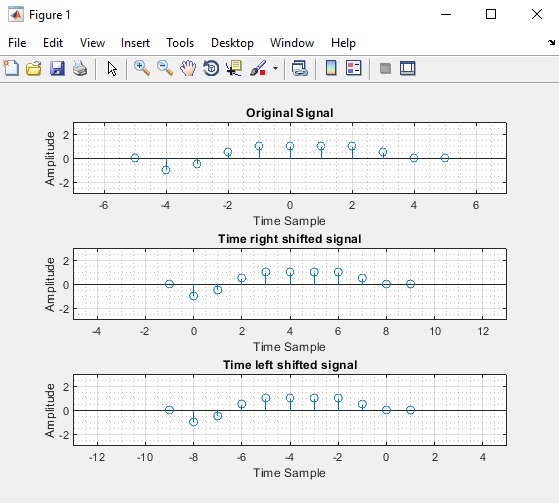 Figure 1
File Edit View Insert Tools Desktop Window Help
Original Signal
Amplitude
2
0
-2
-6 -4 -2 0 2 4 6
Time Sample
Time right shifted signal
Amplitude
2
0
-2
-4 -2 0 2 4 6 8 10 12
Time Sample
Time left shifted signal
Amplitude
2
0
-2
-12 -10 -8 -6 -4 -2 0 2 4
Time Sample